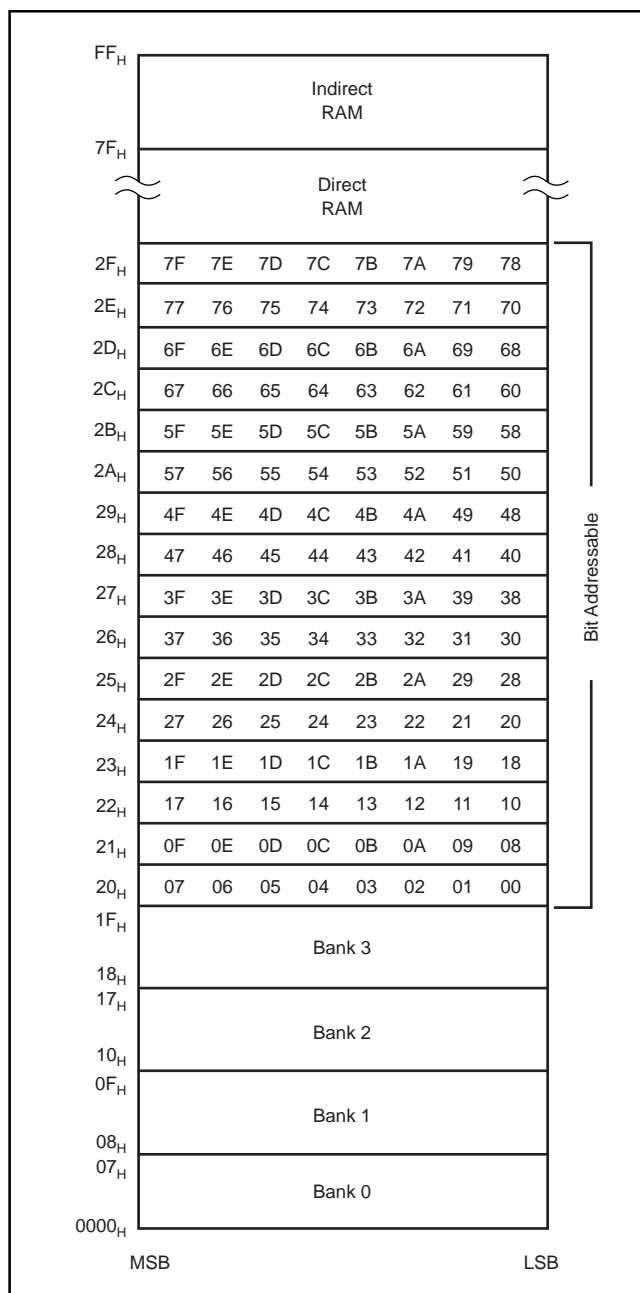 FFH
Indirect
RAM
7FH
Direct
RAM
2FH 7F 7E 7D 7C 7B 7A 79 78
2EH 77 76 75 74 73 72 71 70
2DH 6F 6E 6D 6C 6B 6A 69 68
2CH 67 66 65 64 63 62 61 60
2BH 5F 5E 5D 5C 5B 5A 59 58
2AH 57 56 55 54 53 52 51 50
29H 4F 4E 4D 4C 4B 4A 49 48
28H 47 46 45 44 43 42 41 40
27H 3F 3E 3D 3C 3B 3A 39 38
26H 37 36 35 34 33 32 31 30
25H 2F 2E 2D 2C 2B 2A 29 28
24H 27 26 25 24 23 22 21 20
23H 1F 1E 1D 1C 1B 1A 19 18
22H 17 16 15 14 13 12 11 10
21H 0F 0E 0D 0C 0B 0A 09 08
20H 07 06 05 04 03 02 01 00
Bit Addressable
1FH
Bank 3
18H
17H
Bank 2
10H
0FH
Bank 1
08H
07H
Bank 0
0000H
MSB LSB